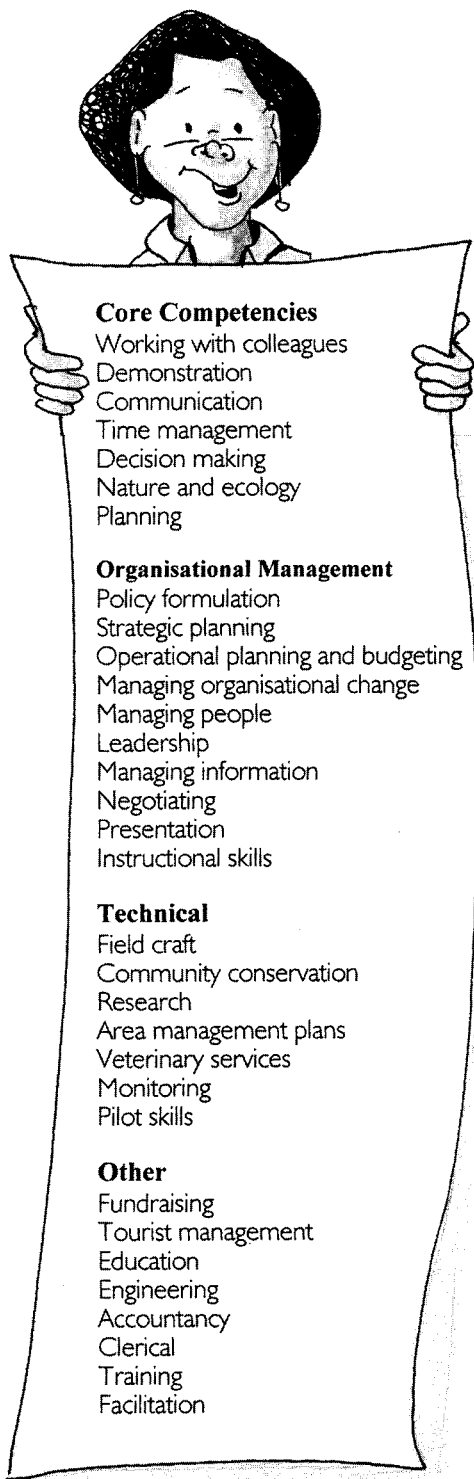 Core Competencies
Working with colleagues
Demonstration
Communication
Time management
Decision making
Nature and ecology
Planning
Organisational Management
Policy formulation
Strategic planning
Operational planning and budgeting
Managing organisational change
Managing people
Leadership
Managing information
Negotiating
Presentation
Instructional skills
Technical
Field craft
Community conservation
Research
Area management plans
Veterinary services
Monitoring
Pilot skills
Other
Fundraising
Tourist management
Education
Engineering
Accountancy
Clerical
Training
Facilitation